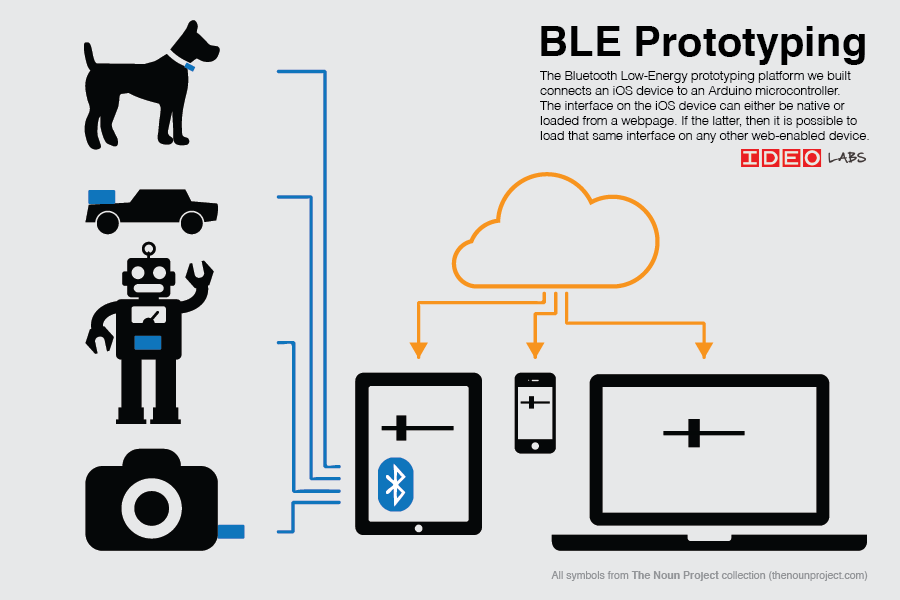 BLE Prototyping
The Bluetooth Low-Energy prototyping platform we built
connects an iOS device to an Arduino microcontroller.
The interface on the iOS device can either be native or
loaded from a webpage. If the latter, then it is possible to
load that same interface on any other web-enabled device.
IDEO LABS
All symbols from The Noun Project collection (thenounproject.com)